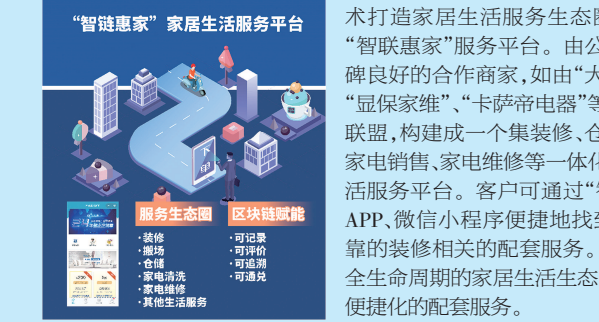 “智链惠家”家居生活服务平台
下单
服务生态圈
·装修
·搬场
·仓储
·家电清洗
·家电维修
·其他生活服务
区块链赋能
·可记录
·可评价
·可追溯
·可通兑
术打造家居生活服务生态圈
“智联惠家”服务平台。由公
碑良好的合作商家,如由“大
“显保家维”、“卡萨帝电器”等
联盟,构建成一个集装修、仓
家电销售、家电维修等一体化
活服务平台。客户可通过“智
APP、微信小程序便捷地找到
靠的装修相关的配套服务。
全生命周期的家居生活生态
便捷化的配套服务。